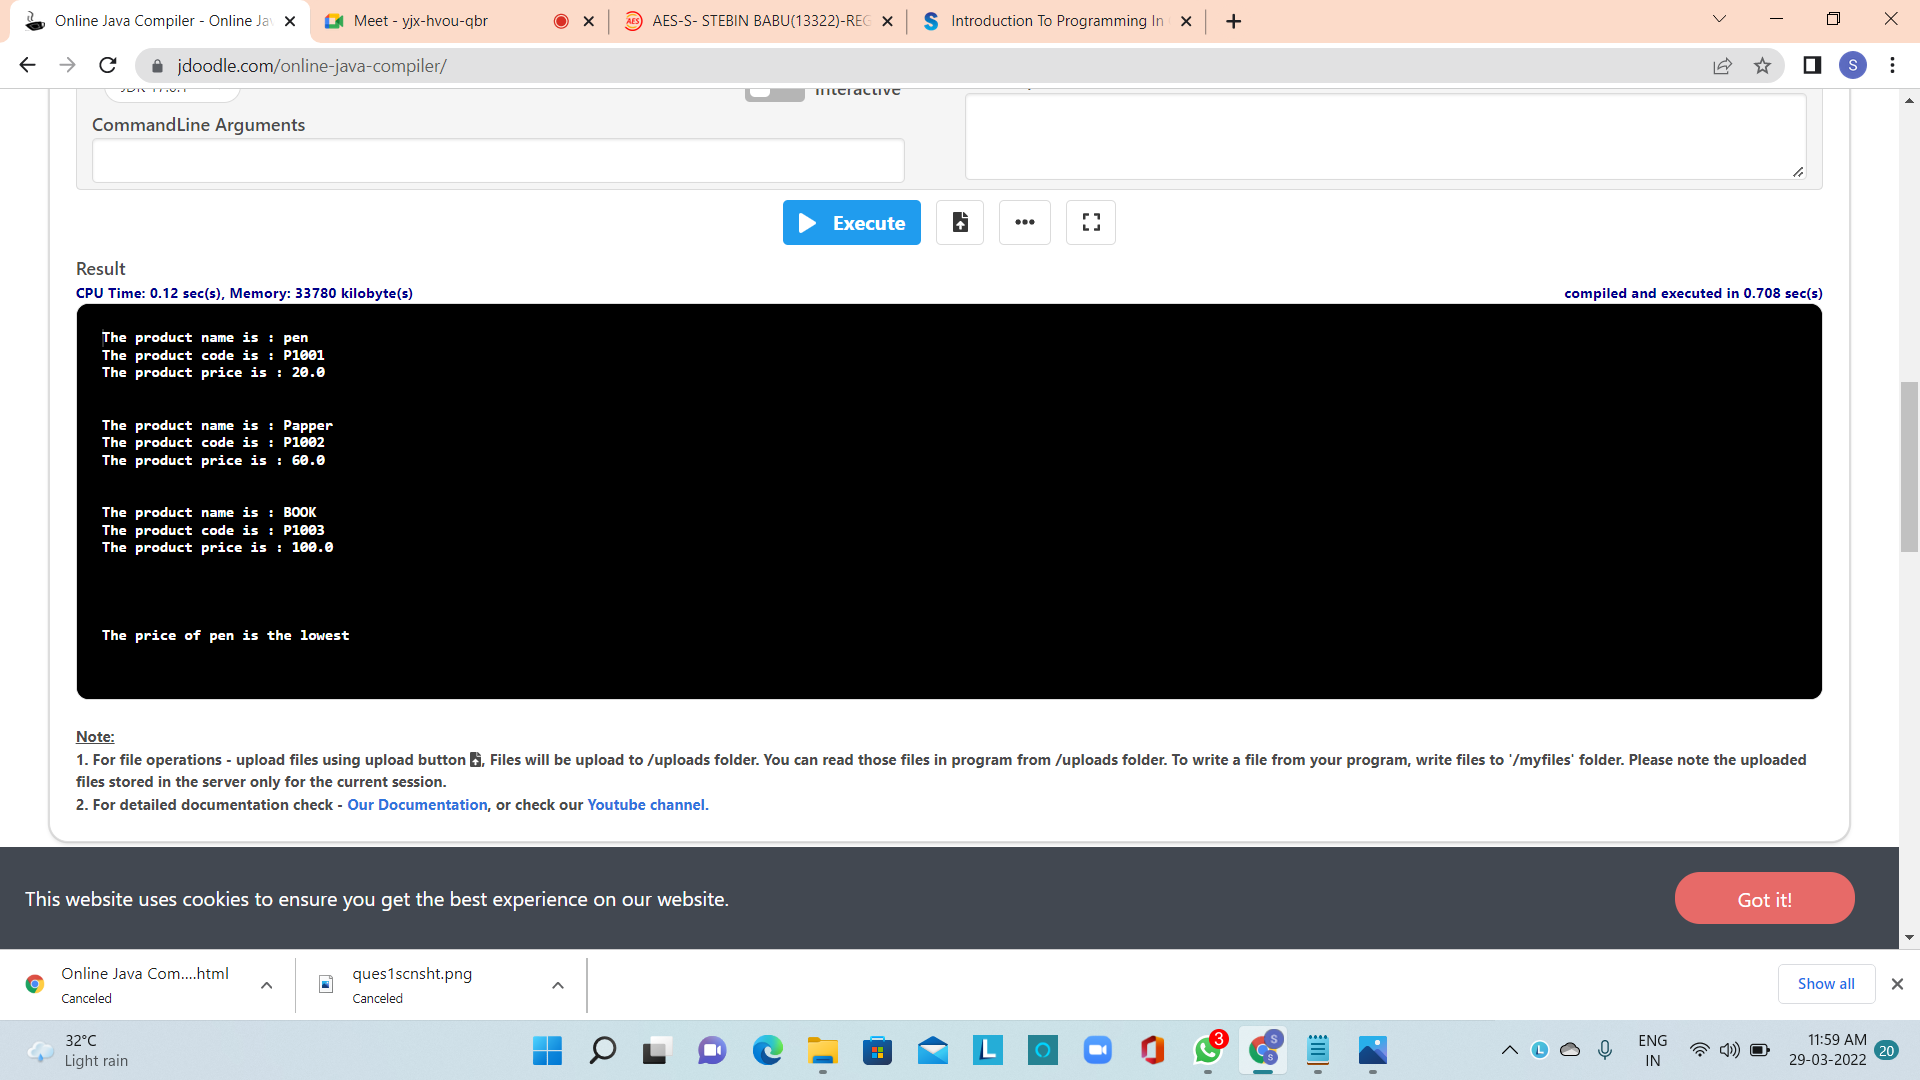 Online Java Compiler - Online Ja
Meet - yjx-hvou-qbr
AES-S- STEBIN BABU(13322)-REG
Introduction To Programming In
jdoodle.com/online-java-compiler/
S
Interactive
CommandLine Arguments
Execute
Result
CPU Time: 0.12 sec(s), Memory: 33780 kilobyte(s)
compiled and executed in 0.708 sec(s)
The product name is : pen
The product code is : P1001
The product price is : 20.0
The product name is : Papper
The product code is : P1002
The product price is : 60.0
The product name is : BOOK
The product code is : P1003
The product price is : 100.0
The price of pen is the lowest
Note:
1. For file operations - upload files using upload button , Files will be upload to /uploads folder. You can read those files in program from /uploads folder. To write a file from your program, write files to '/myfiles' folder. Please note the uploaded
files stored in the server only for the current session.
2. For detailed documentation check - Our Documentation, or check our Youtube channel.
This website uses cookies to ensure you get the best experience on our website.
Got it!
Online Java Com....html
Canceled
ques1scnsht.png
Canceled
Show all
32°C
Light rain
3
ENG
IN
11:59 AM
29-03-2022
20